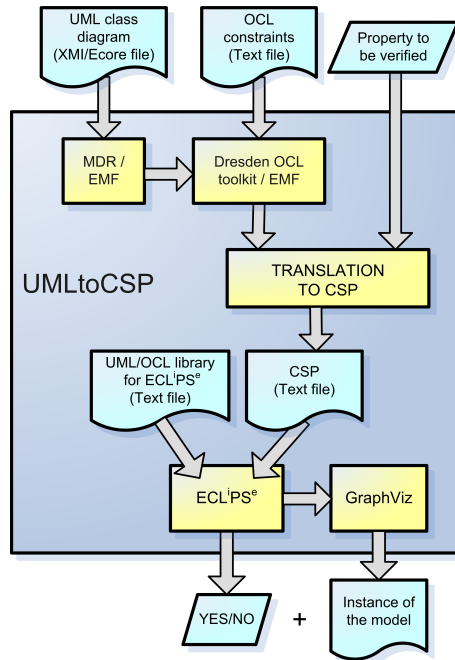 UML class
diagram
(XMI/Ecore file)
OCL
constraints
(Text file)
Property to
be verified
MDR /
EMF
Dresden OCL
toolkit / EMF
TRANSLATION
TO CSP
UMLtoCSP
UML/OCL library
for ECLⁱPSᵉ
(Text file)
CSP
(Text file)
ECLⁱPSᵉ
GraphViz
YES/NO
+
Instance of
the model